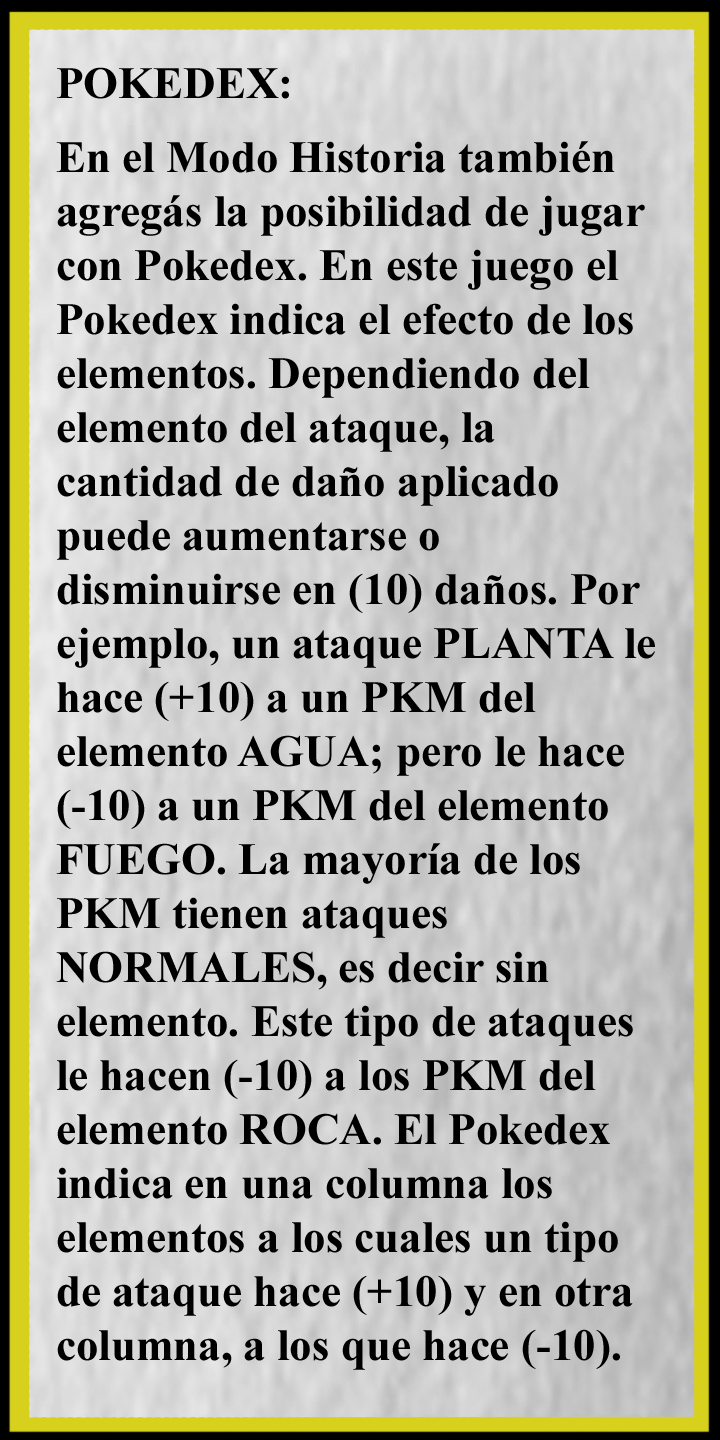 POKEDEX:
En el Modo Historia también
agregás la posibilidad de jugar
con Pokedex. En este juego el
Pokedex indica el efecto de los
elementos. Dependiendo del
elemento del ataque, la
cantidad de daño aplicado
puede aumentarse o
disminuirse en (10) daños. Por
ejemplo, un ataque PLANTA le
hace (+10) a un PKM del
elemento AGUA; pero le hace
(-10) a un PKM del elemento
FUEGO. La mayoría de los
PKM tienen ataques
NORMALES, es decir sin
elemento. Este tipo de ataques
le hacen (-10) a los PKM del
elemento ROCA. El Pokedex
indica en una columna los
elementos a los cuales un tipo
de ataque hace (+10) y en otra
columna, a los que hace (-10).